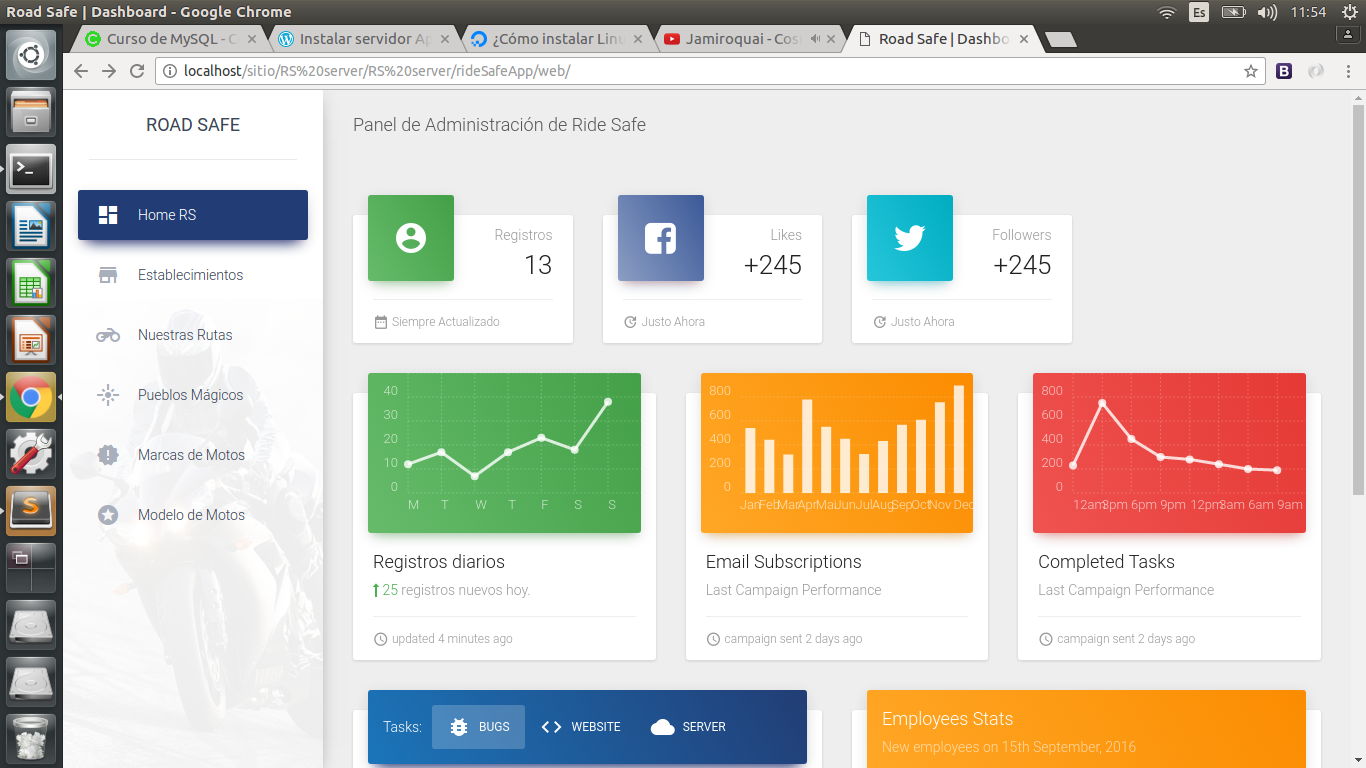 Road Safe | Dashboard - Google Chrome
Es
11:54
Curso de MySQL - C
Instalar servidor Ap
¿Cómo instalar Linu
Jamiroquai - Cos
Road Safe | Dashbo
localhost/sitio/RS%20server/RS%20server/rideSafeApp/web/
B
ROAD SAFE
Home RS
Establecimientos
Nuestras Rutas
Pueblos Mágicos
Marcas de Motos
Modelo de Motos
Panel de Administración de Ride Safe
Registros
13
Siempre Actualizado
Likes
+245
Justo Ahora
Followers
+245
Justo Ahora
40
30
20
10
0
M T W T F S S
Registros diarios
25 registros nuevos hoy.
updated 4 minutes ago
800
600
400
200
0
Jan Feb Mar Apr Mai Jun Jul Aug Sep Oct Nov Dec
Email Subscriptions
Last Campaign Performance
campaign sent 2 days ago
800
600
400
200
0
12am 3pm 6pm 9pm 12pm 3am 6am 9am
Completed Tasks
Last Campaign Performance
campaign sent 2 days ago
Tasks: BUGS WEBSITE SERVER
Employees Stats
New employees on 15th September, 2016